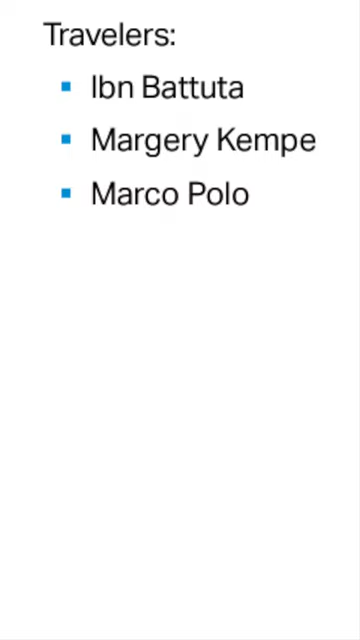 Travelers:
▪ Ibn Battuta
▪ Margery Kempe
▪ Marco Polo